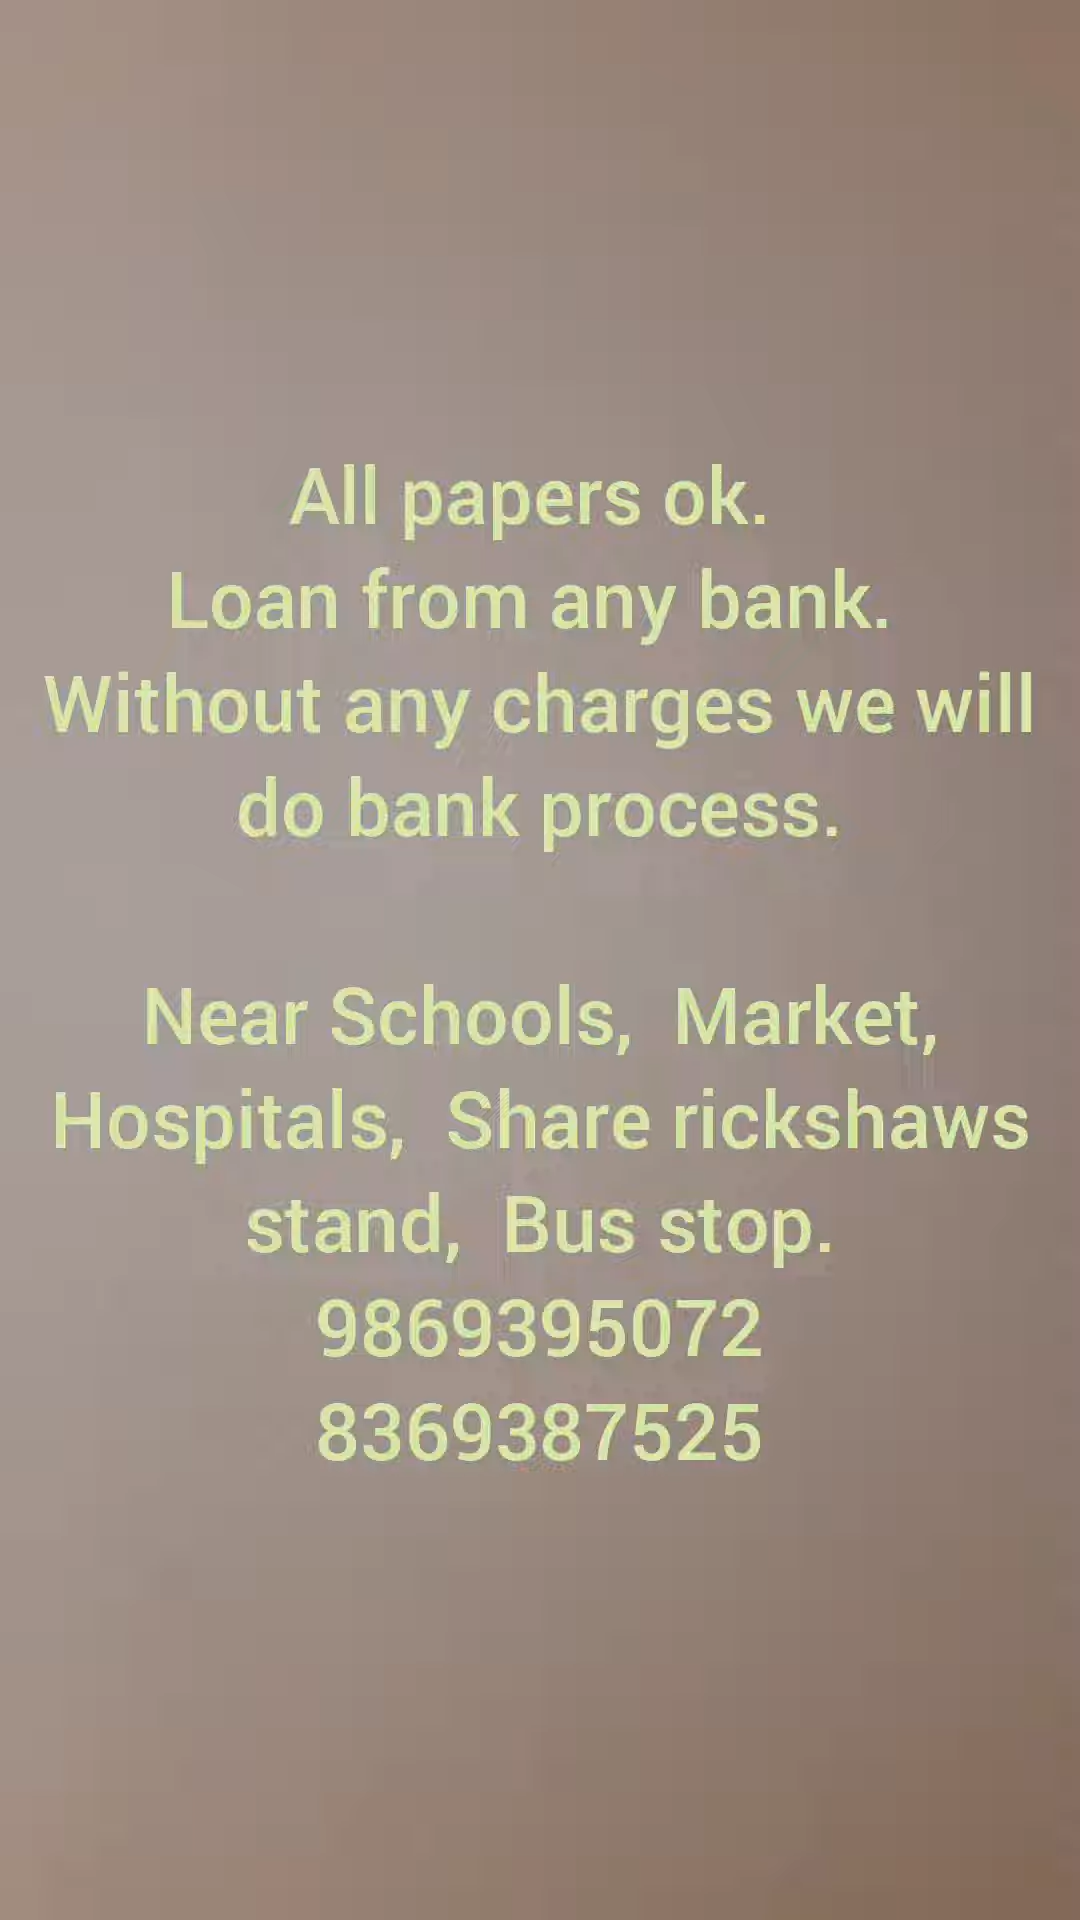 All papers ok.
Loan from any bank.
Without any charges we will
do bank process.
Near Schools,  Market,
Hospitals,  Share rickshaws
stand,  Bus stop.
9869395072
8369387525